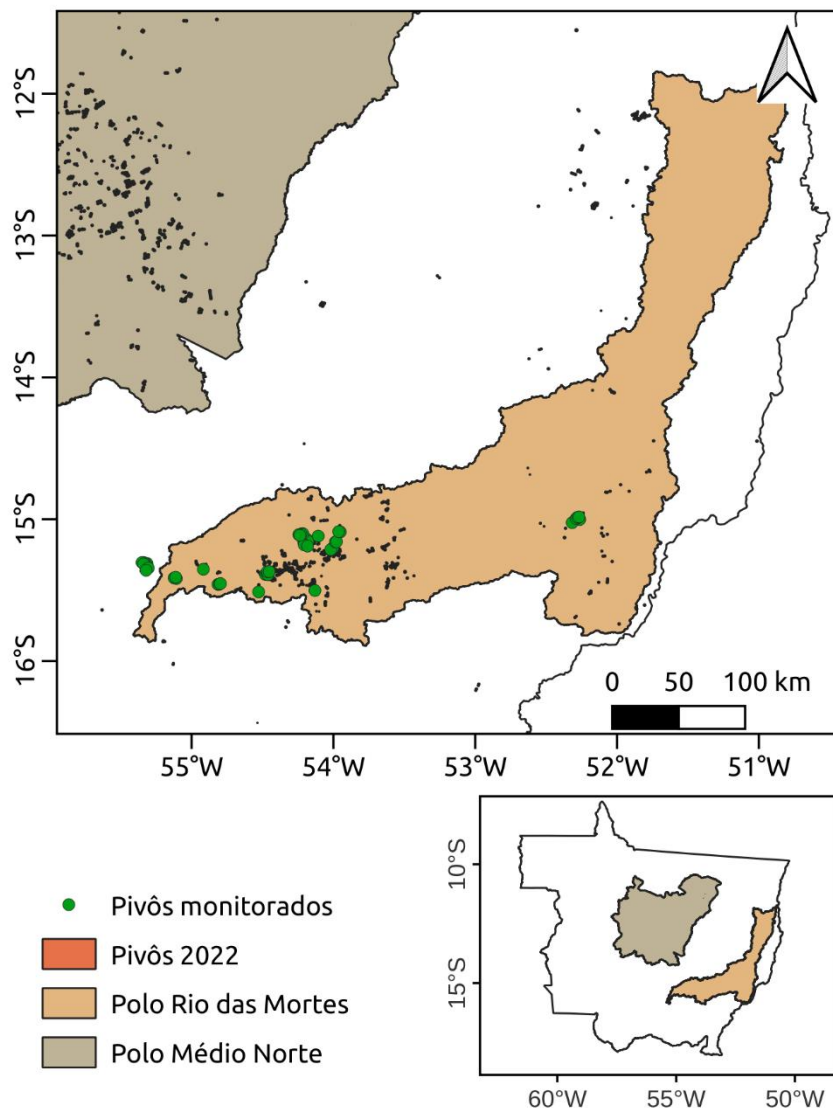 12°S
13°S
14°S
15°S
16°S
0 50 100 km
55°W 54°W 53°W 52°W 51°W
Pivôs monitorados
Pivôs 2022
Polo Rio das Mortes
Polo Médio Norte
10°S
15°S
60°W 55°W 50°W